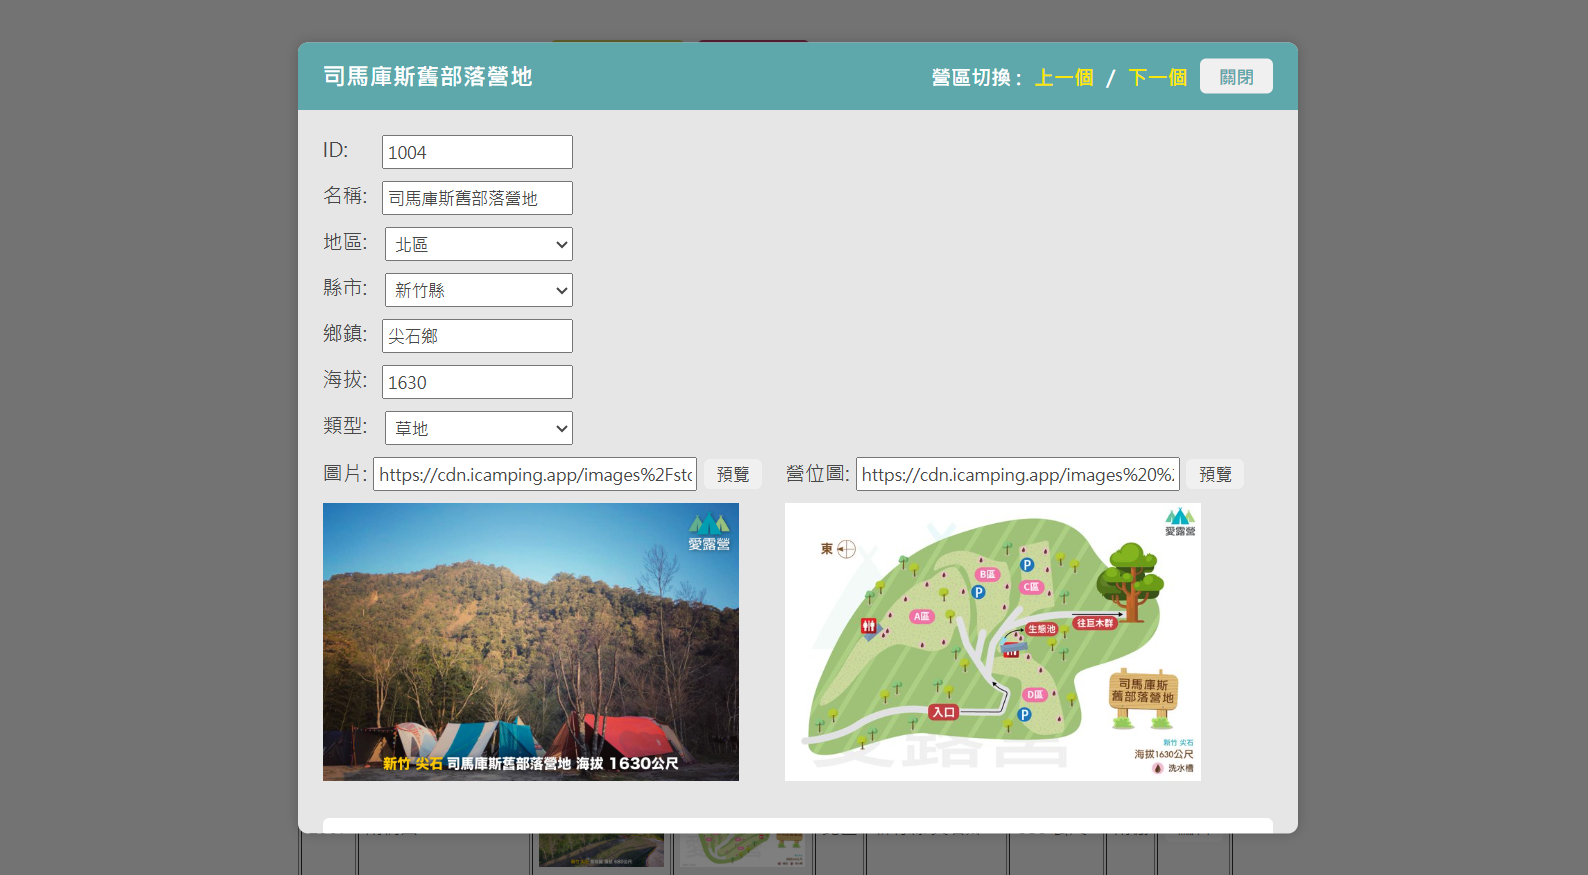 司馬庫斯舊部落營地
營區切換: 上一個 / 下一個 關閉
ID: 1004
名稱: 司馬庫斯舊部落營地
地區: 北區
縣市: 新竹縣
鄉鎮: 尖石鄉
海拔: 1630
類型: 草地
圖片: https://cdn.icamping.app/images%2Fsto 預覽
營位圖: https://cdn.icamping.app/images%20% 預覽
愛露營
新竹 尖石 司馬庫斯舊部落營地 海拔 1630公尺
愛露營
東
B區
P
C區
P
A區
生態池
往巨木群
D區
P
入口
司馬庫斯
舊部落營地
愛露營
新竹 尖石
海拔1630公尺
洗水槽